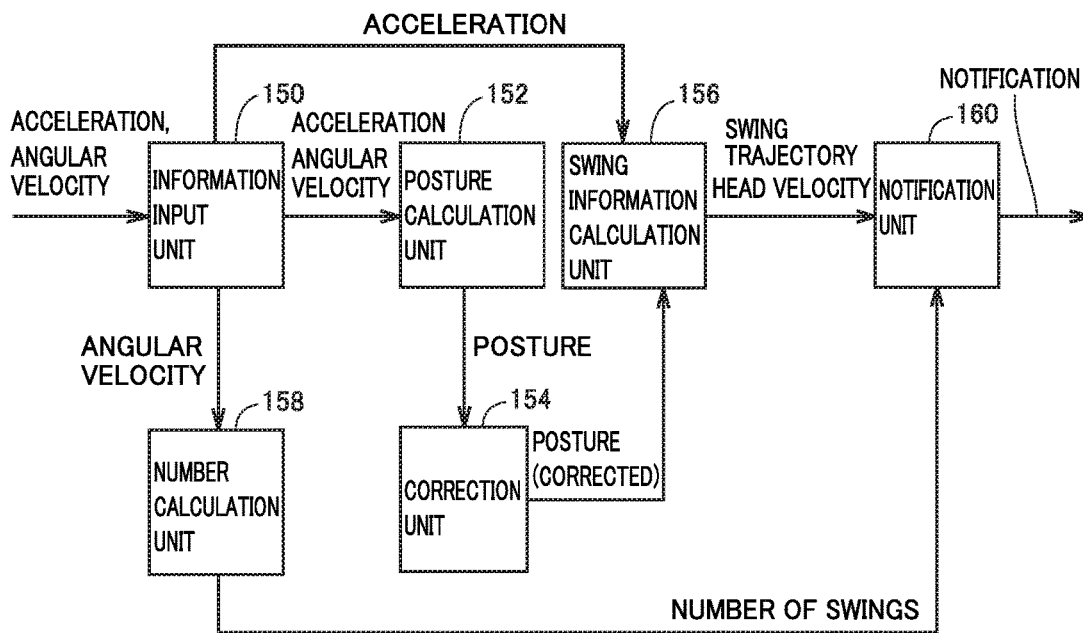 ACCELERATION
ACCELERATION,
ANGULAR
VELOCITY
150
INFORMATION
INPUT
UNIT
ACCELERATION
ANGULAR
VELOCITY
152
POSTURE
CALCULATION
UNIT
156
SWING
INFORMATION
CALCULATION
UNIT
SWING
TRAJECTORY
HEAD VELOCITY
160
NOTIFICATION
UNIT
NOTIFICATION
ANGULAR
VELOCITY
POSTURE
158
NUMBER
CALCULATION
UNIT
154
CORRECTION
UNIT
POSTURE
(CORRECTED)
NUMBER OF SWINGS